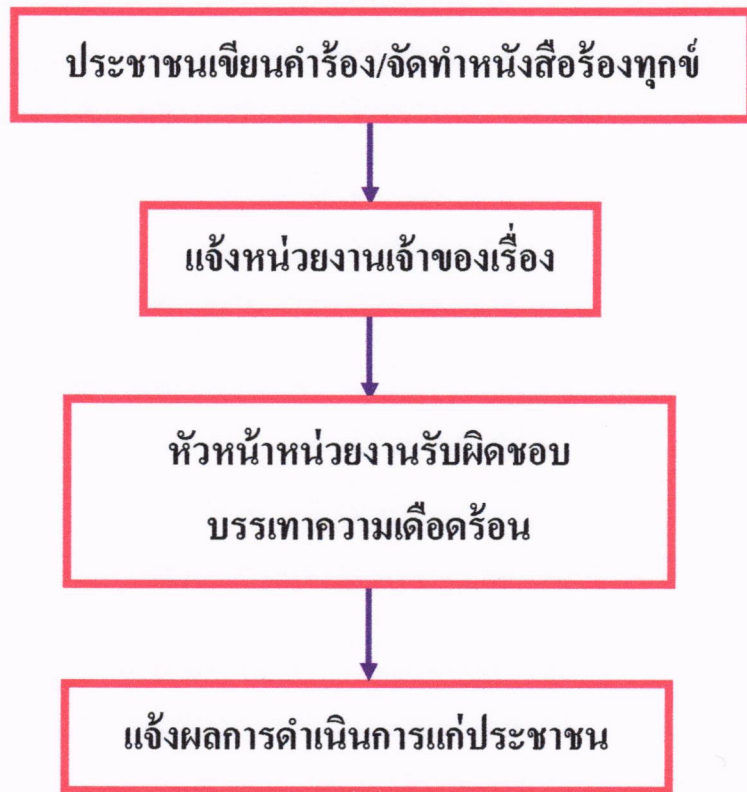 ประชาชนเขียนคำร้อง/จัดทำหนังสือร้องทุกข์
แจ้งหน่วยงานเจ้าของเรื่อง
หัวหน้าหน่วยงานรับผิดชอบ
บรรเทาความเดือดร้อน
แจ้งผลการดำเนินการแก่ประชาชน